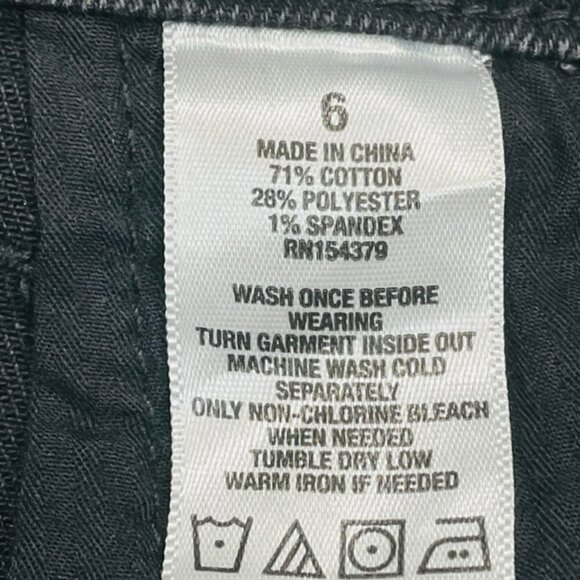 6
MADE IN CHINA
71% COTTON
28% POLYESTER
1% SPANDEX
RN154379
WASH ONCE BEFORE
WEARING
TURN GARMENT INSIDE OUT
MACHINE WASH COLD
SEPARATELY
ONLY NON-CHLORINE BLEACH
WHEN NEEDED
TUMBLE DRY LOW
WARM IRON IF NEEDED